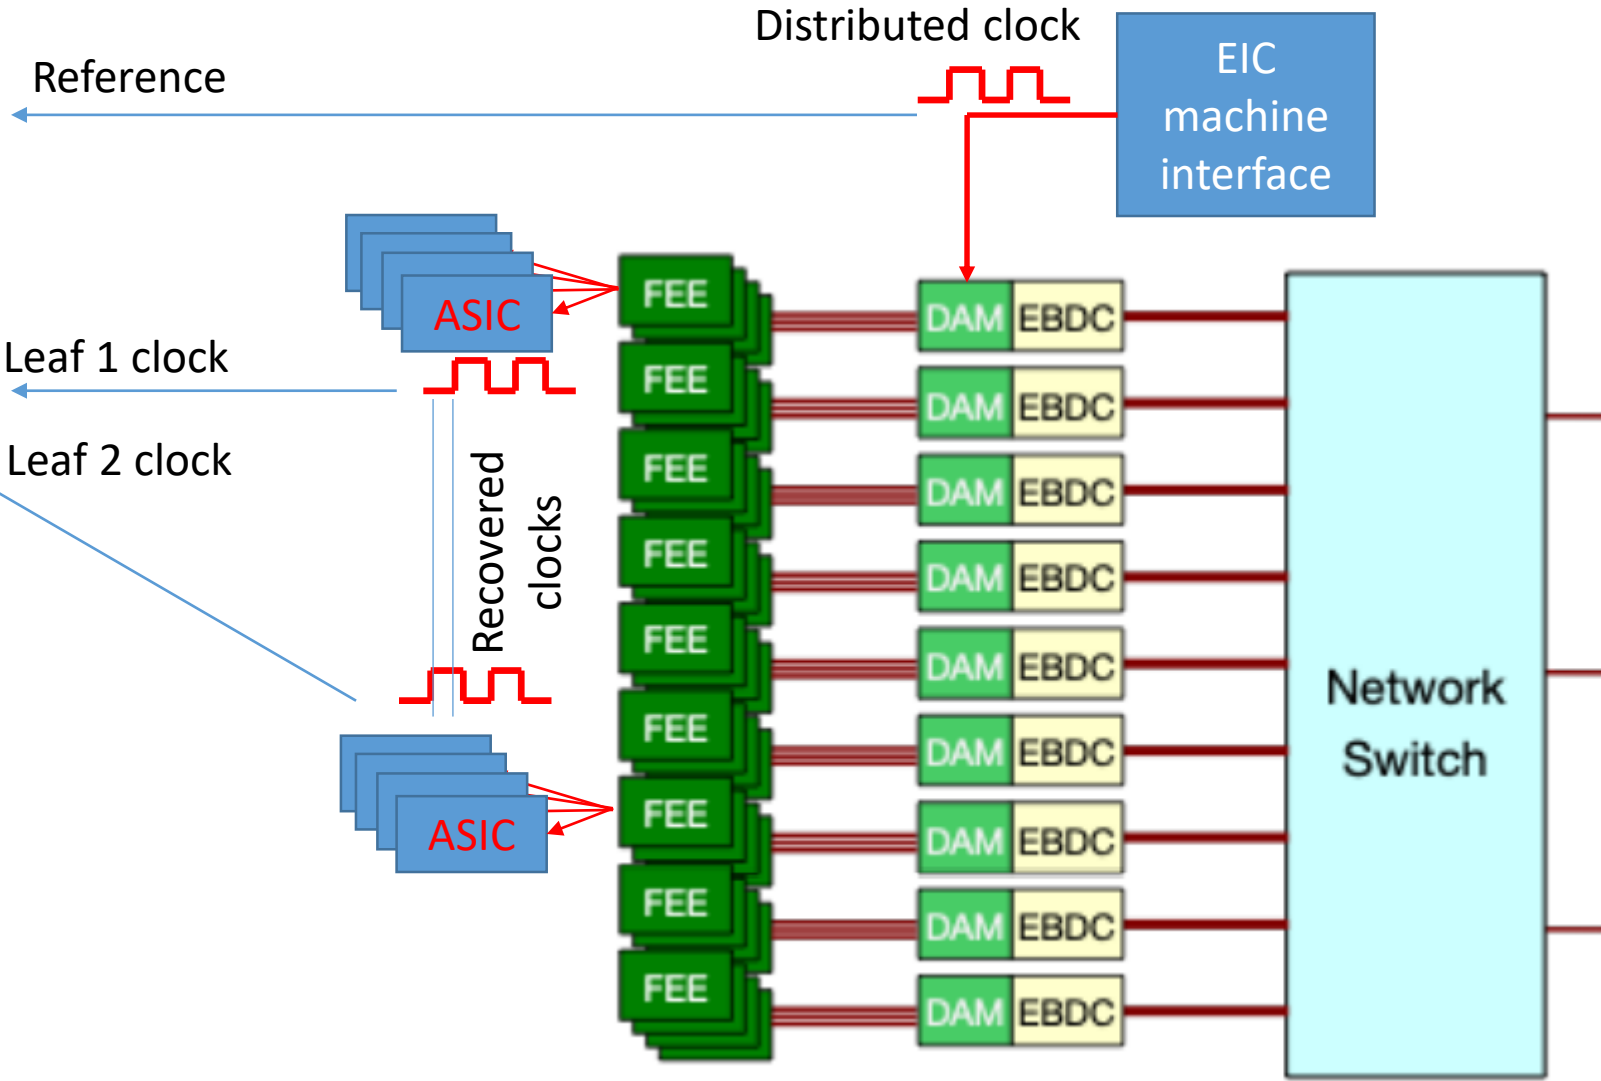 Distributed clock
EIC
machine
interface
Reference
ASIC
Leaf 1 clock
Leaf 2 clock
Recovered
clocks
ASIC
FEE
DAM EBDC
FEE
DAM EBDC
FEE
DAM EBDC
FEE
DAM EBDC
FEE
DAM EBDC
FEE
DAM EBDC
FEE
DAM EBDC
FEE
DAM EBDC
FEE
DAM EBDC
Network
Switch